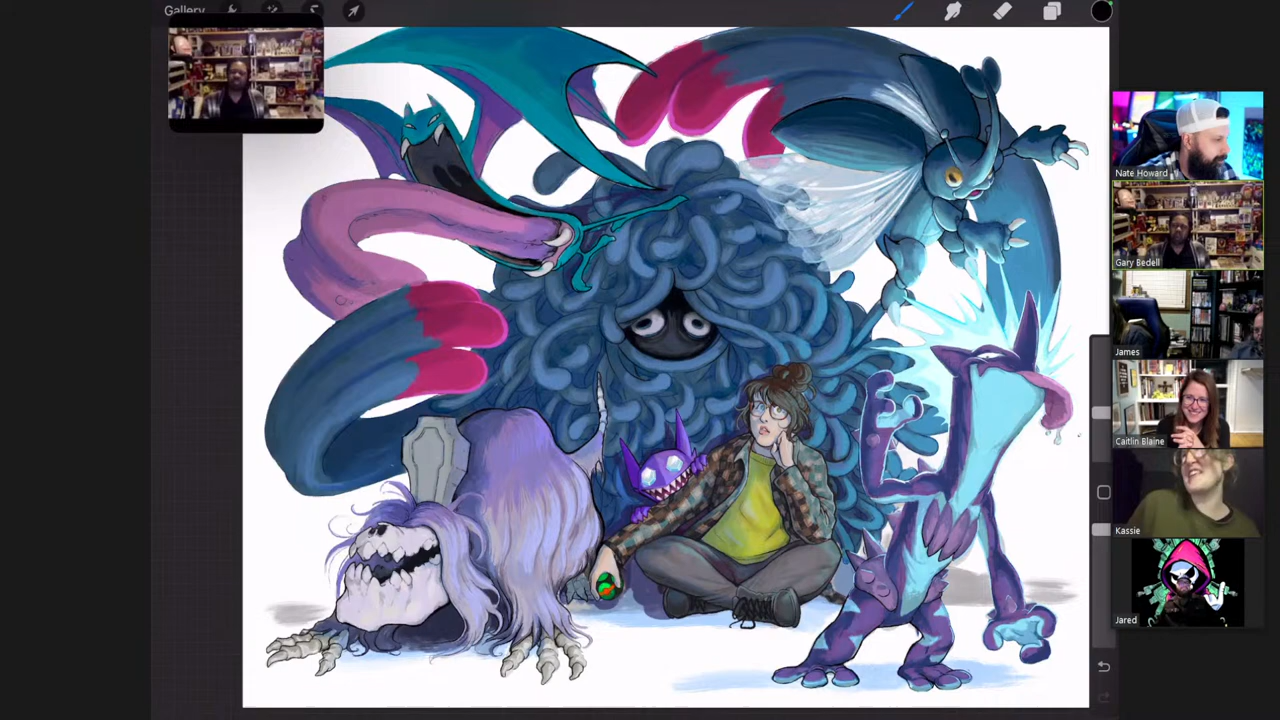 Gallery
Nate Howard
Gary Bedell
James
Caitlin Blaine
Kassie
Jared